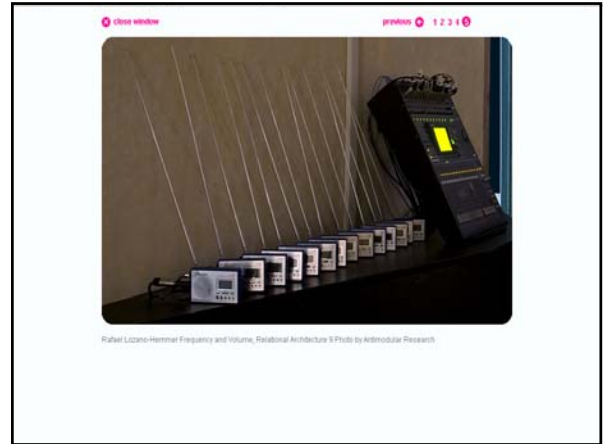 close window
previous 1 2 3 4 5
Rafael Lozano-Hemmer Frequency and Volume, Relational Architecture 9 Photo by Antimodular Research